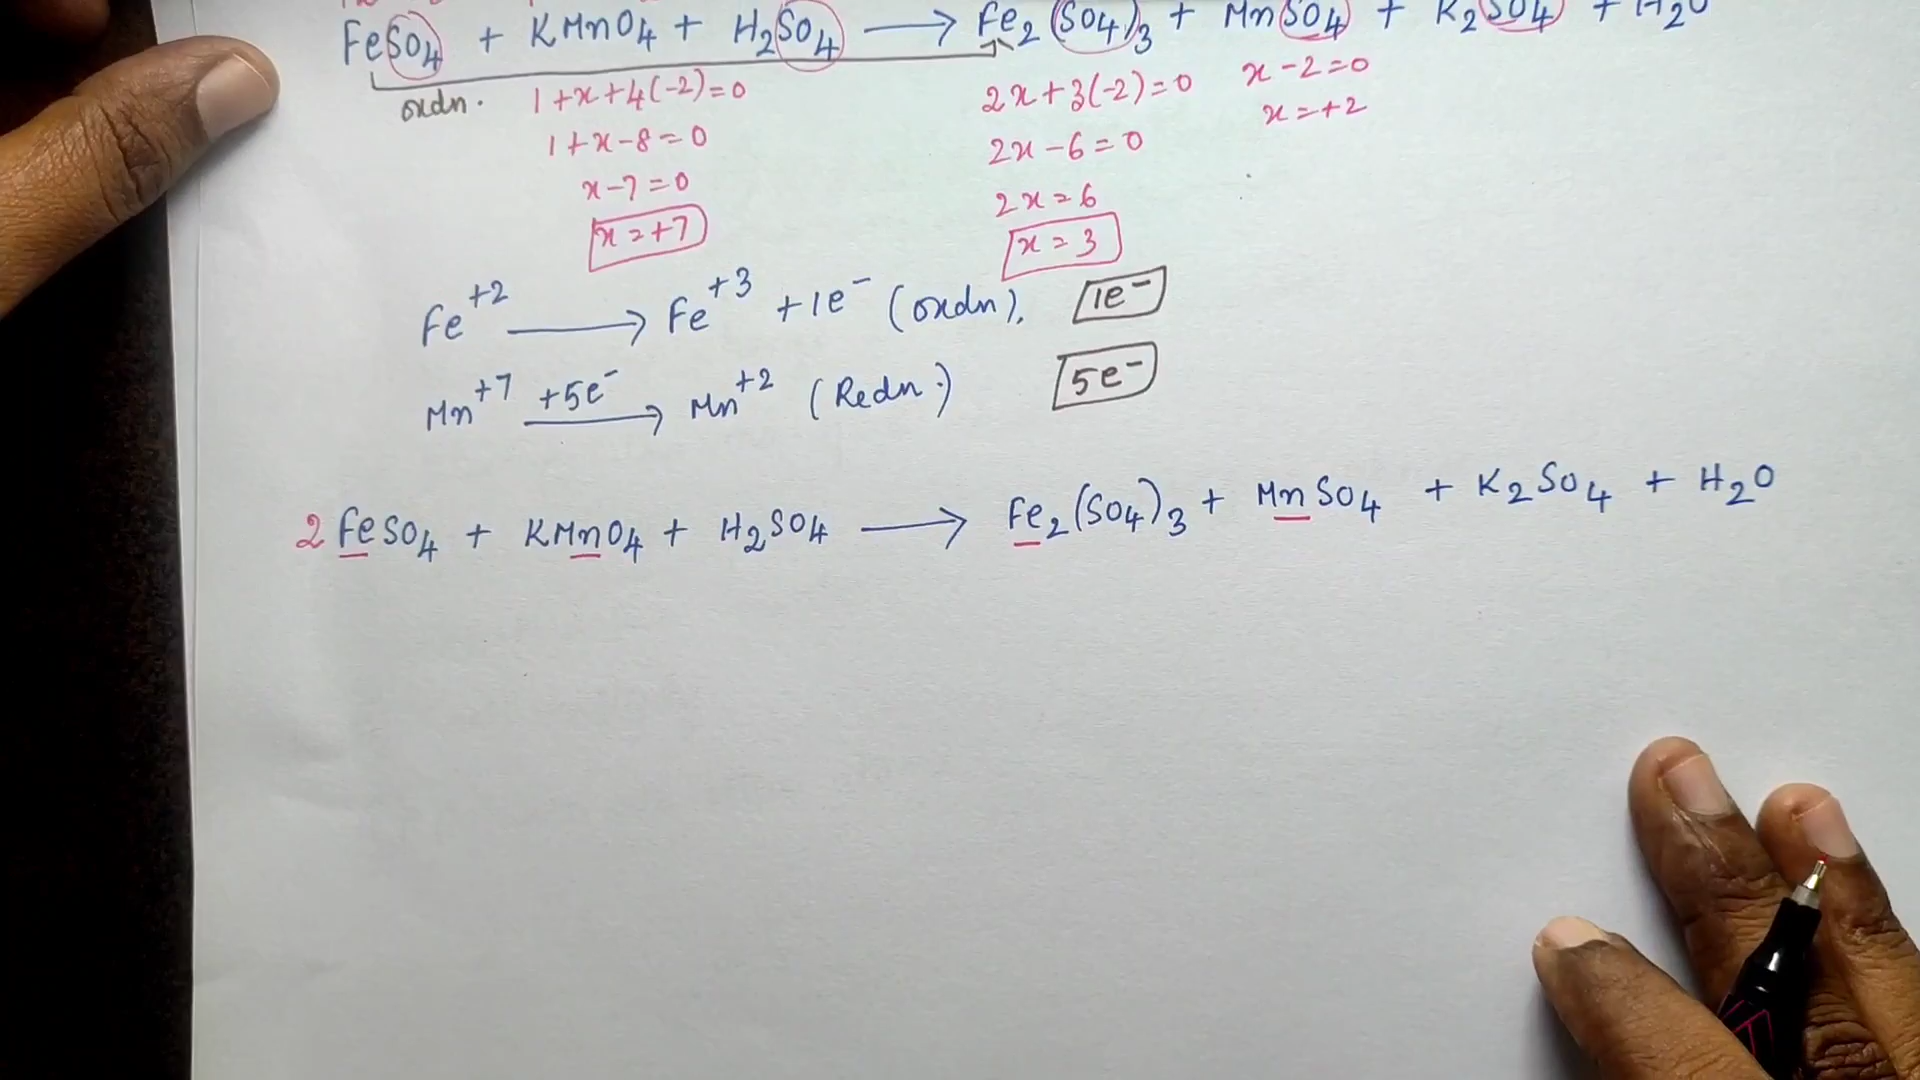 FeSO4 + KMnO4 + H2SO4 ⟶ Fe2(SO4)3 + MnSO4 + K2SO4 + H2O
oxdn. 1+x+4(-2)=0 2x+3(-2)=0 x-2=0
1+x-8=0 2x-6=0 x=+2
x-7=0 2x=6
x=+7 x=3
Fe+2 ⟶ Fe+3 +1e- (oxdn). 1e-
Mn+7 +5e- ⟶ Mn+2 (Redn.) 5e-
2 FeSO4 + KMnO4 + H2SO4 ⟶ Fe2(SO4)3 + MnSO4 + K2SO4 + H2O